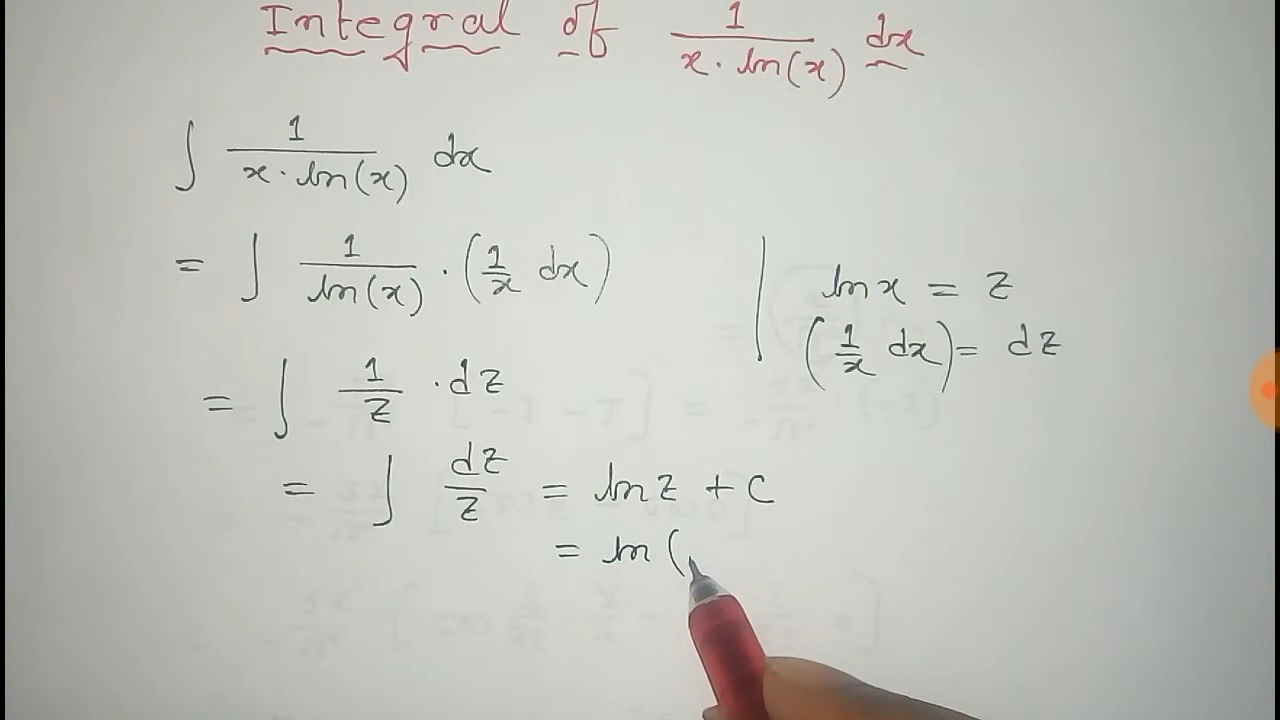 Integral of 1/(x·ln(x)) dx
∫ 1/(x·ln(x)) dx
= ∫ 1/ln(x) · (1/x dx)
ln x = z
(1/x dx) = dz
= ∫ 1/z · dz
= ∫ dz/z = ln z + c
= ln (